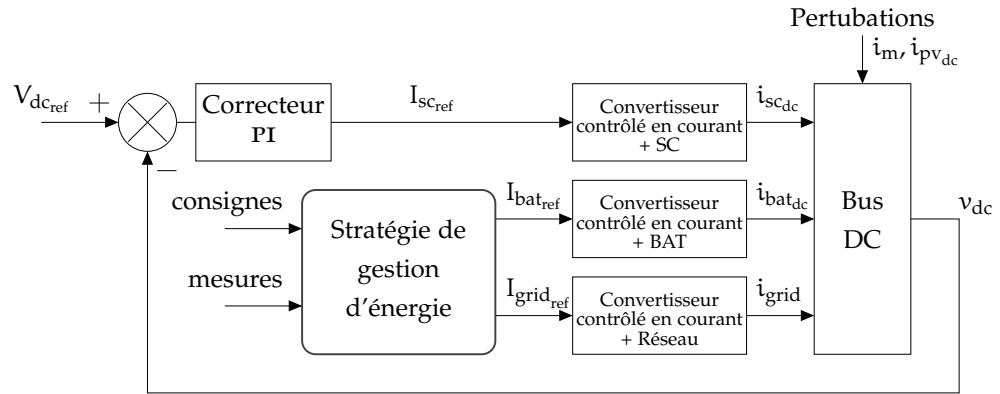 Pertubations
i_m, i_pv_dc
V_dc_ref
+
−
Correcteur
PI
I_sc_ref
Convertisseur
contrôlé en courant
+ SC
i_sc_dc
consignes
mesures
Stratégie de
gestion
d'énergie
I_bat_ref
Convertisseur
contrôlé en courant
+ BAT
i_bat_dc
I_grid_ref
Convertisseur
contrôlé en courant
+ Réseau
i_grid
Bus
DC
v_dc